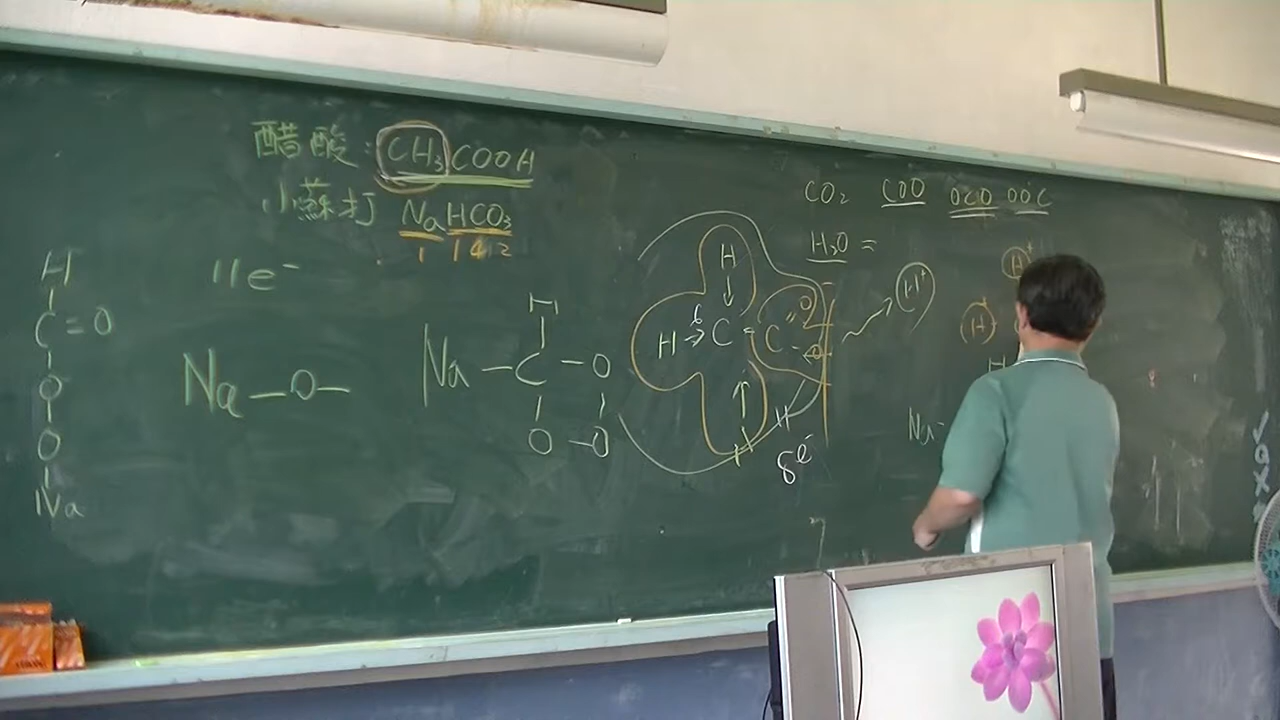 醋酸:CH₃COOH
小蘇打 NaHCO₃
1 1 4 12
11e⁻
H
C=O
O
O
Na
Na-O-
H
Na-C-O
O-O
H
H→C-C=O
H
H
8e⁻
H⁺
CO₂ COO OCO OOC
H₂O =
H⁺
H⁺
H
Na-